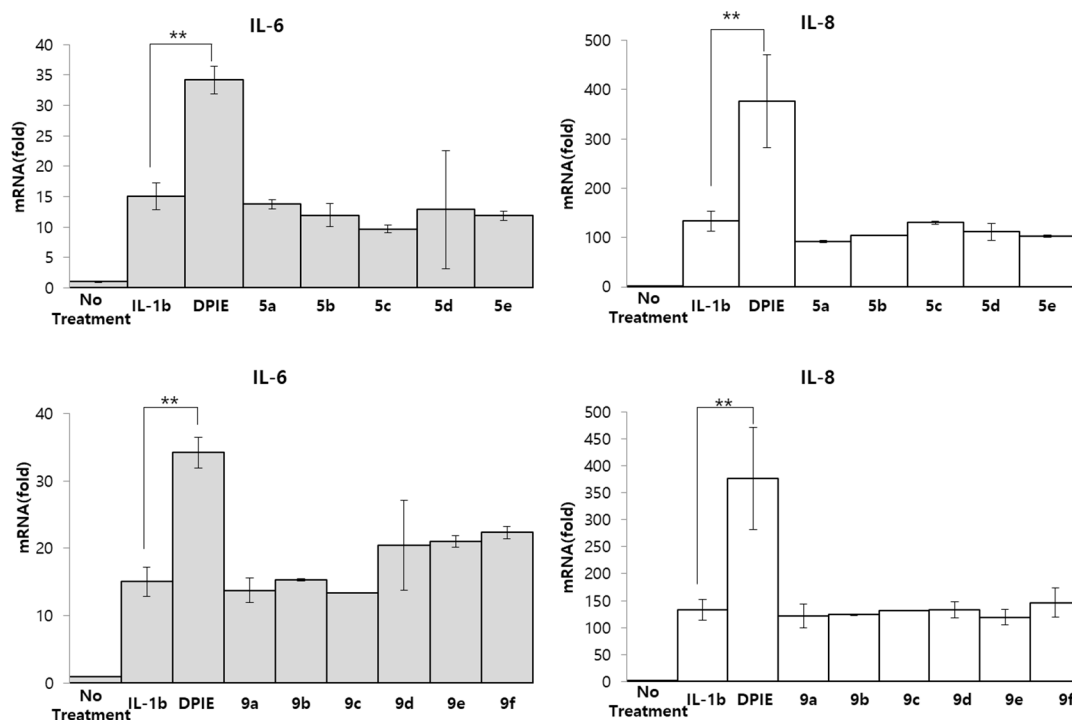 IL-6
**
mRNA(fold)
40
35
30
25
20
15
10
5
0
No Treatment IL-1b DPIE 5a 5b 5c 5d 5e
IL-8
**
mRNA(fold)
500
400
300
200
100
0
No Treatment IL-1b DPIE 5a 5b 5c 5d 5e
IL-6
**
mRNA(fold)
40
30
20
10
0
No Treatment IL-1b DPIE 9a 9b 9c 9d 9e 9f
IL-8
**
mRNA(fold)
500
450
400
350
300
250
200
150
100
50
0
No Treatment IL-1b DPIE 9a 9b 9c 9d 9e 9f